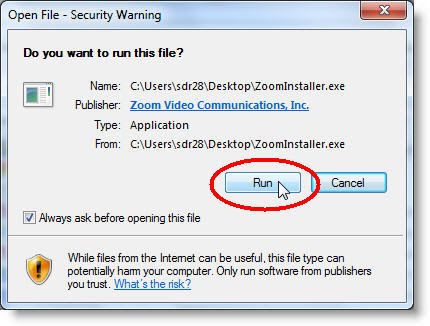 Open File - Security Warning
Do you want to run this file?
Name: C:\Users\sdr28\Desktop\ZoomInstaller.exe
Publisher: Zoom Video Communications, Inc.
Type: Application
From: C:\Users\sdr28\Desktop\ZoomInstaller.exe
Run Cancel
Always ask before opening this file
While files from the Internet can be useful, this file type can
potentially harm your computer. Only run software from publishers
you trust. What's the risk?